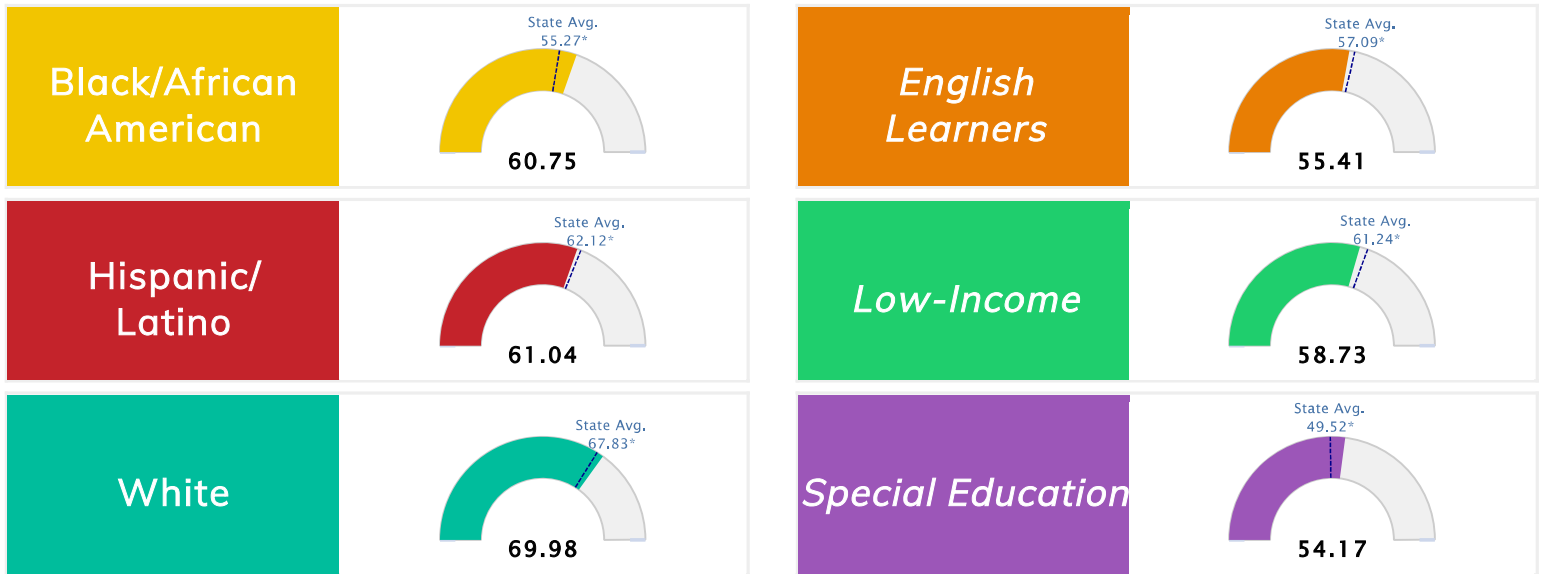 Black/African
American
State Avg.
55.27*
60.75
English
Learners
State Avg.
57.09*
55.41
Hispanic/
Latino
State Avg.
62.12*
61.04
Low-Income
State Avg.
61.24*
58.73
White
State Avg.
67.83*
69.98
Special Education
State Avg.
49.52*
54.17